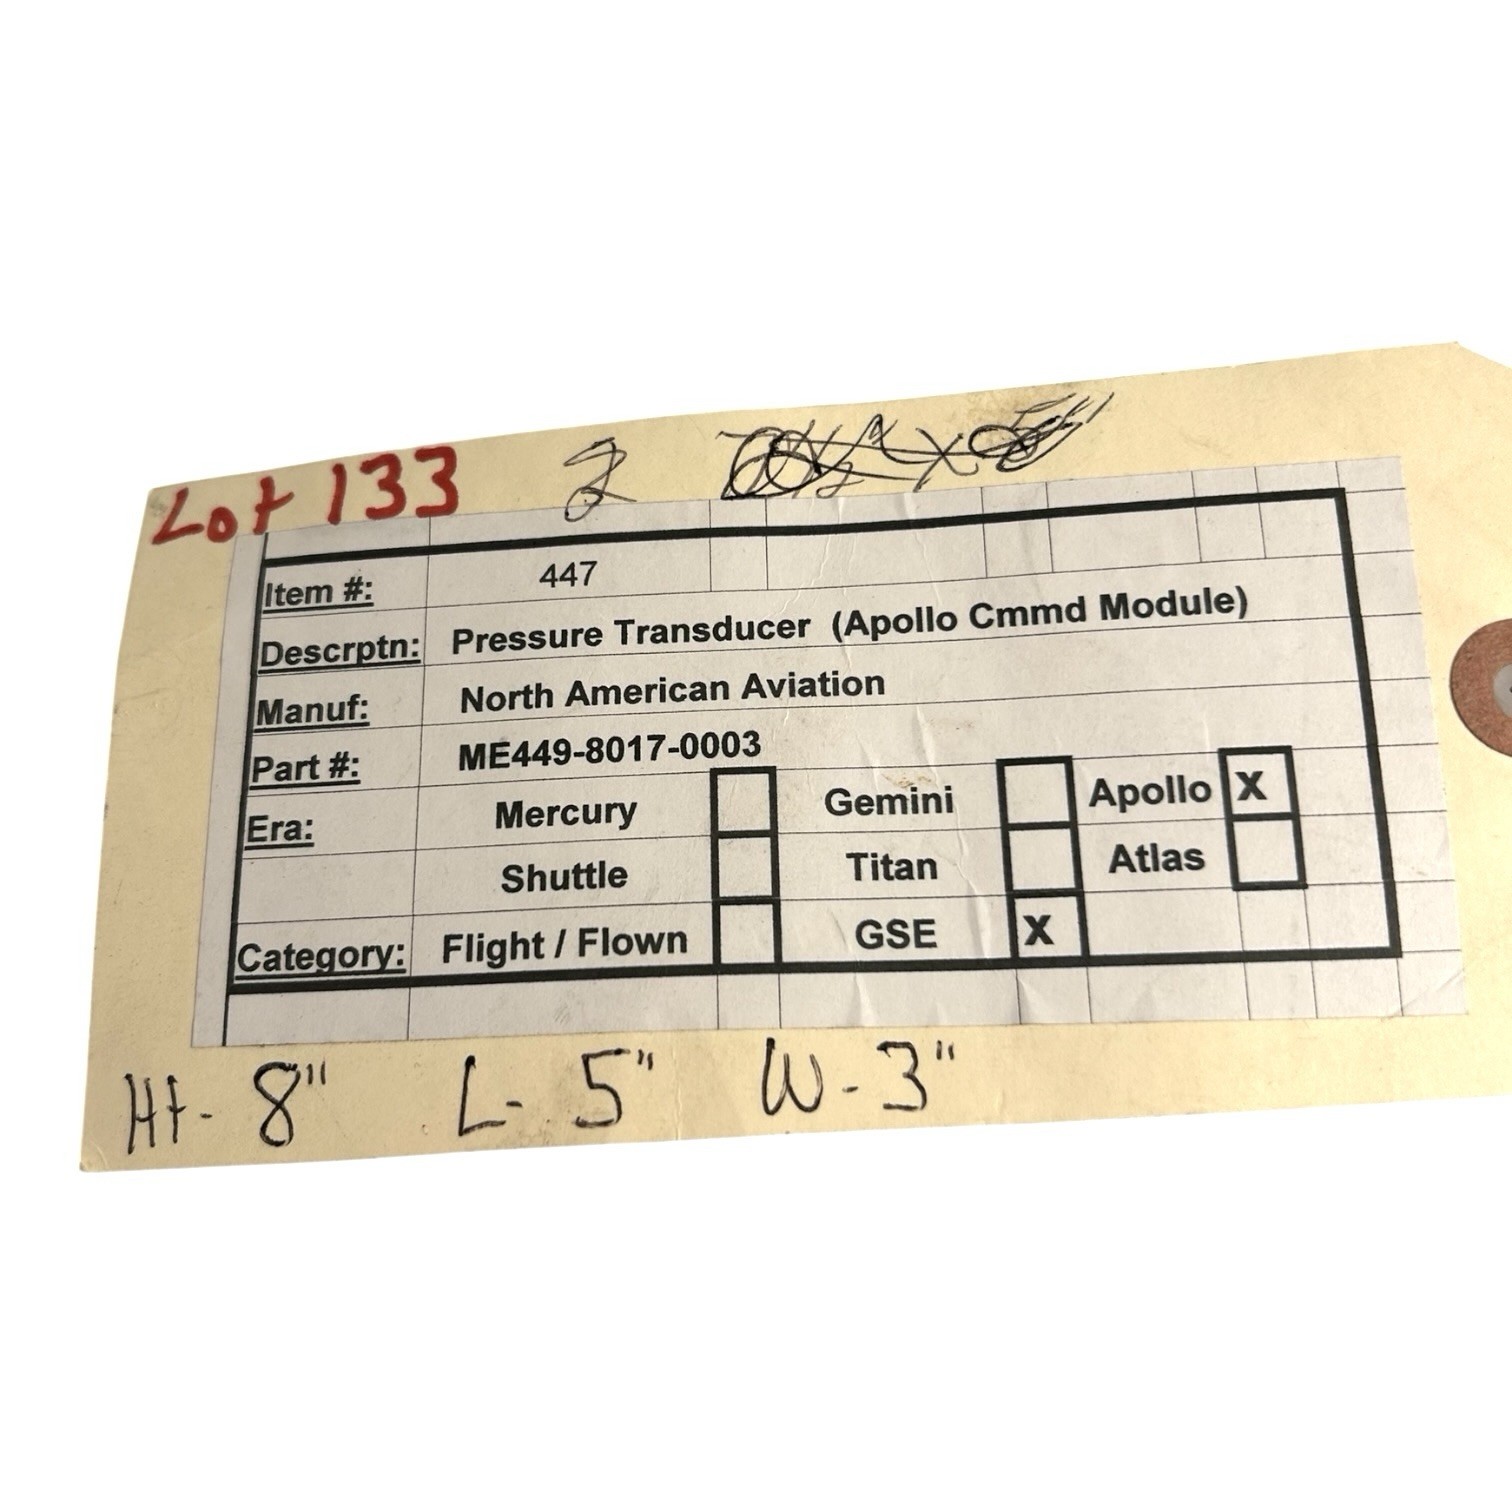 Lot 133 2
Item #: 447
Descrptn: Pressure Transducer (Apollo Cmmd Module)
Manuf: North American Aviation
Part #: ME449-8017-0003
Era: Mercury Gemini Apollo X
Shuttle Titan Atlas
Category: Flight / Flown GSE X
Ht- 8" L- 5" W-3"